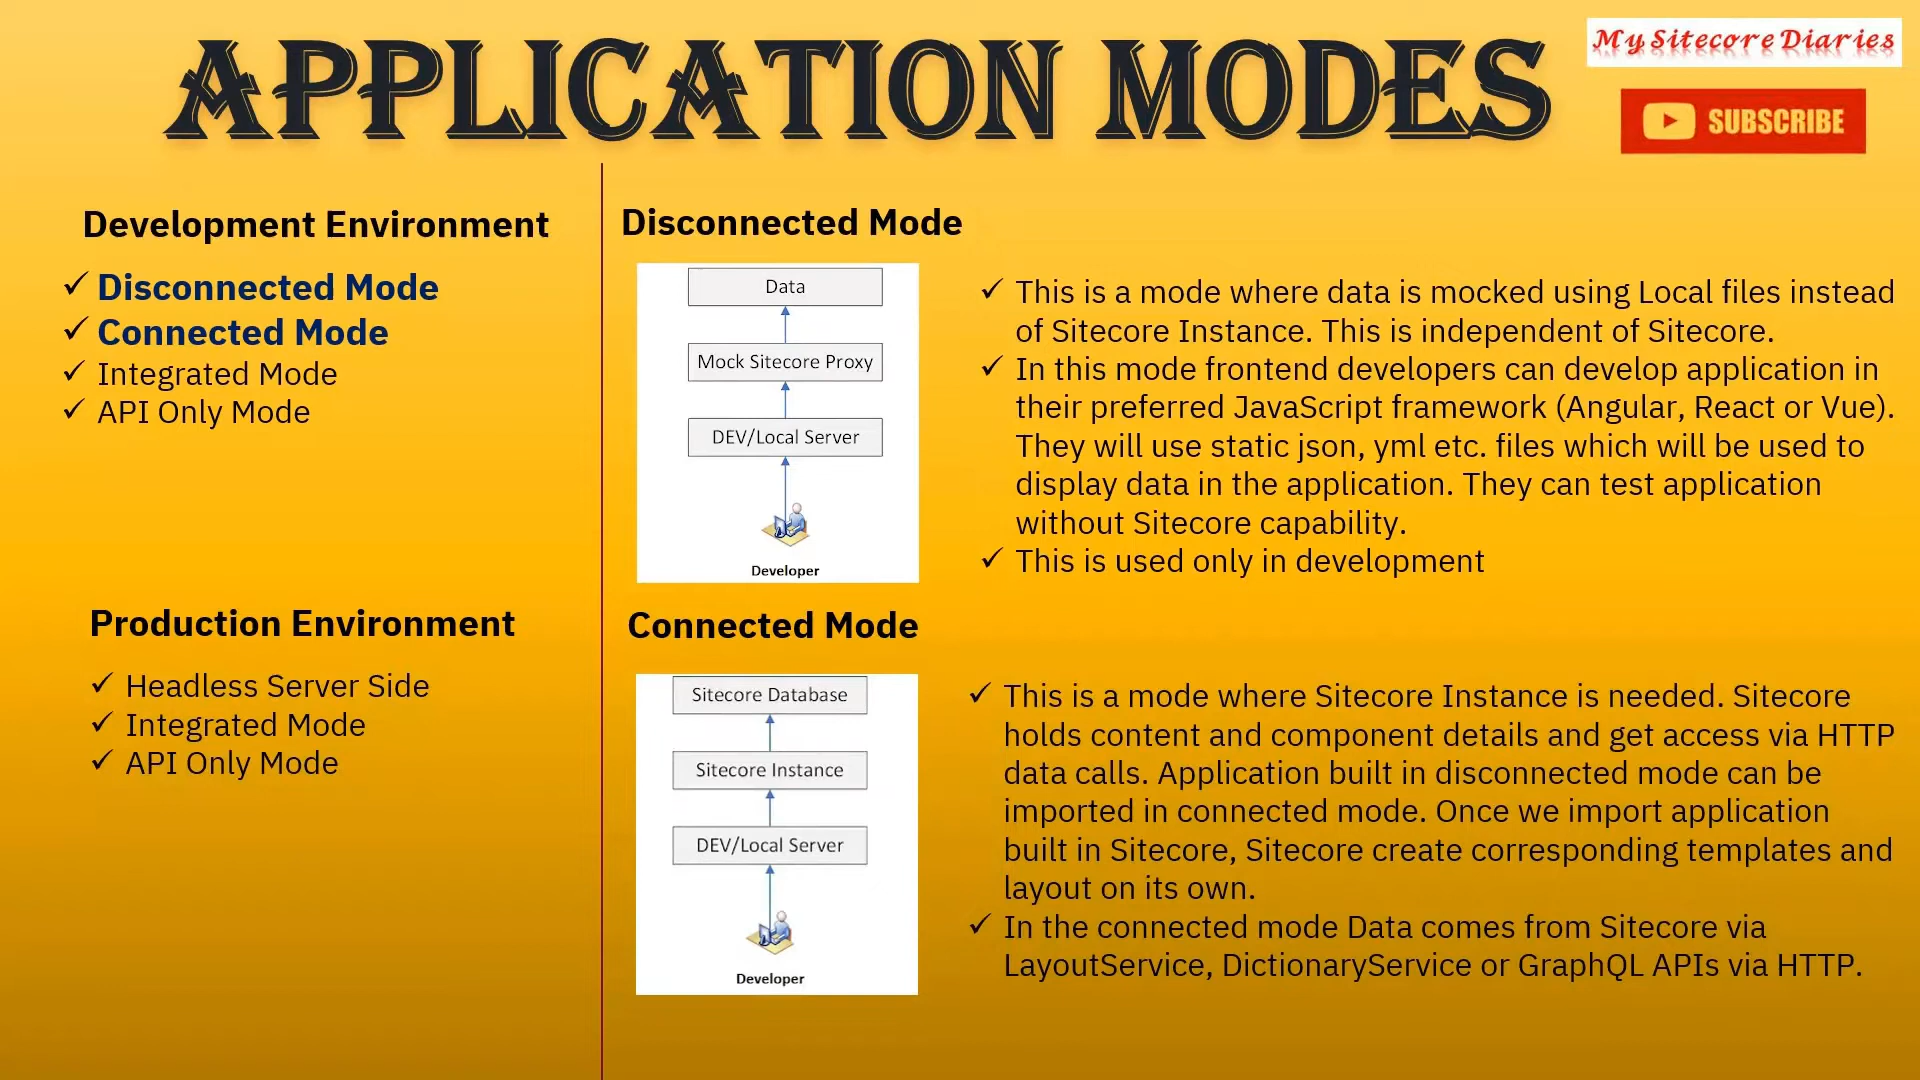 APPLICATION MODES
My Sitecore Diaries
SUBSCRIBE
Development Environment
✓ Disconnected Mode
✓ Connected Mode
✓ Integrated Mode
✓ API Only Mode
Production Environment
✓ Headless Server Side
✓ Integrated Mode
✓ API Only Mode
Disconnected Mode
Data
Mock Sitecore Proxy
DEV/Local Server
Developer
✓ This is a mode where data is mocked using Local files instead
of Sitecore Instance. This is independent of Sitecore.
✓ In this mode frontend developers can develop application in
their preferred JavaScript framework (Angular, React or Vue).
They will use static json, yml etc. files which will be used to
display data in the application. They can test application
without Sitecore capability.
✓ This is used only in development
Connected Mode
Sitecore Database
Sitecore Instance
DEV/Local Server
Developer
✓ This is a mode where Sitecore Instance is needed. Sitecore
holds content and component details and get access via HTTP
data calls. Application built in disconnected mode can be
imported in connected mode. Once we import application
built in Sitecore, Sitecore create corresponding templates and
layout on its own.
✓ In the connected mode Data comes from Sitecore via
LayoutService, DictionaryService or GraphQL APIs via HTTP.